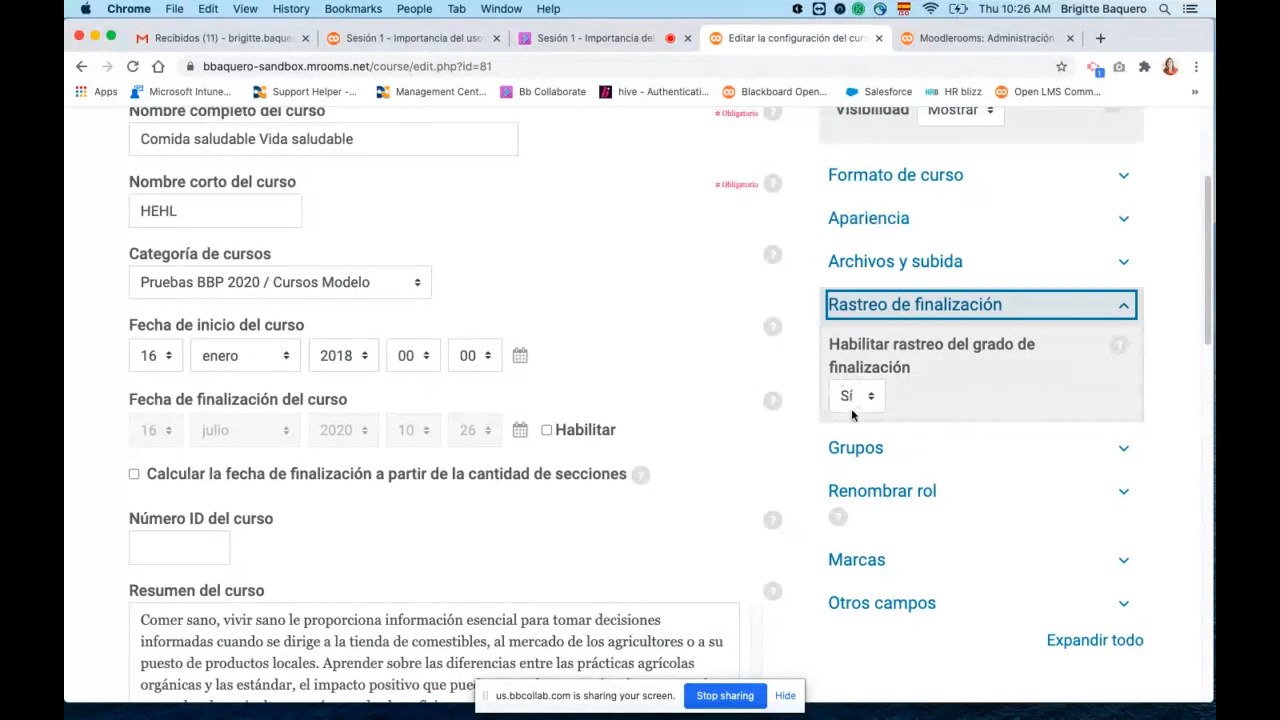 Chrome File Edit View History Bookmarks People Tab Window Help Thu 10:26 AM Brigitte Baquero
Recibidos (11) - brigitte.baque Sesión 1 - Importancia del uso Sesión 1 - Importancia del Editar la configuración del cur Moodlerooms: Administración
bbaquero-sandbox.mrooms.net/course/edit.php?id=81
Apps Microsoft Intune... Support Helper -... Management Cent... Bb Collaborate hive - Authenticati... Blackboard Open... Salesforce HRB HR blizz Open LMS Comm... »
Nombre completo del curso
Obligatorio ?
Comida saludable Vida saludable
Nombre corto del curso
Obligatorio ?
HEHL
Categoría de cursos ?
Pruebas BBP 2020 / Cursos Modelo
Fecha de inicio del curso ?
16 enero 2018 00 00
Fecha de finalización del curso ?
16 julio 2020 10 26 Habilitar
Calcular la fecha de finalización a partir de la cantidad de secciones ?
Número ID del curso ?
Resumen del curso ?
Comer sano, vivir sano le proporciona información esencial para tomar decisiones
informadas cuando se dirige a la tienda de comestibles, al mercado de los agricultores o a su
puesto de productos locales. Aprender sobre las diferencias entre las prácticas agrícolas
orgánicas y las estándar, el impacto positivo que
Visibilidad Mostrar
Formato de curso
Apariencia
Archivos y subida
Rastreo de finalización
Habilitar rastreo del grado de ?
finalización
Sí
Grupos
Renombrar rol
?
Marcas
Otros campos
Expandir todo
us.bbcollab.com is sharing your screen. Stop sharing Hide